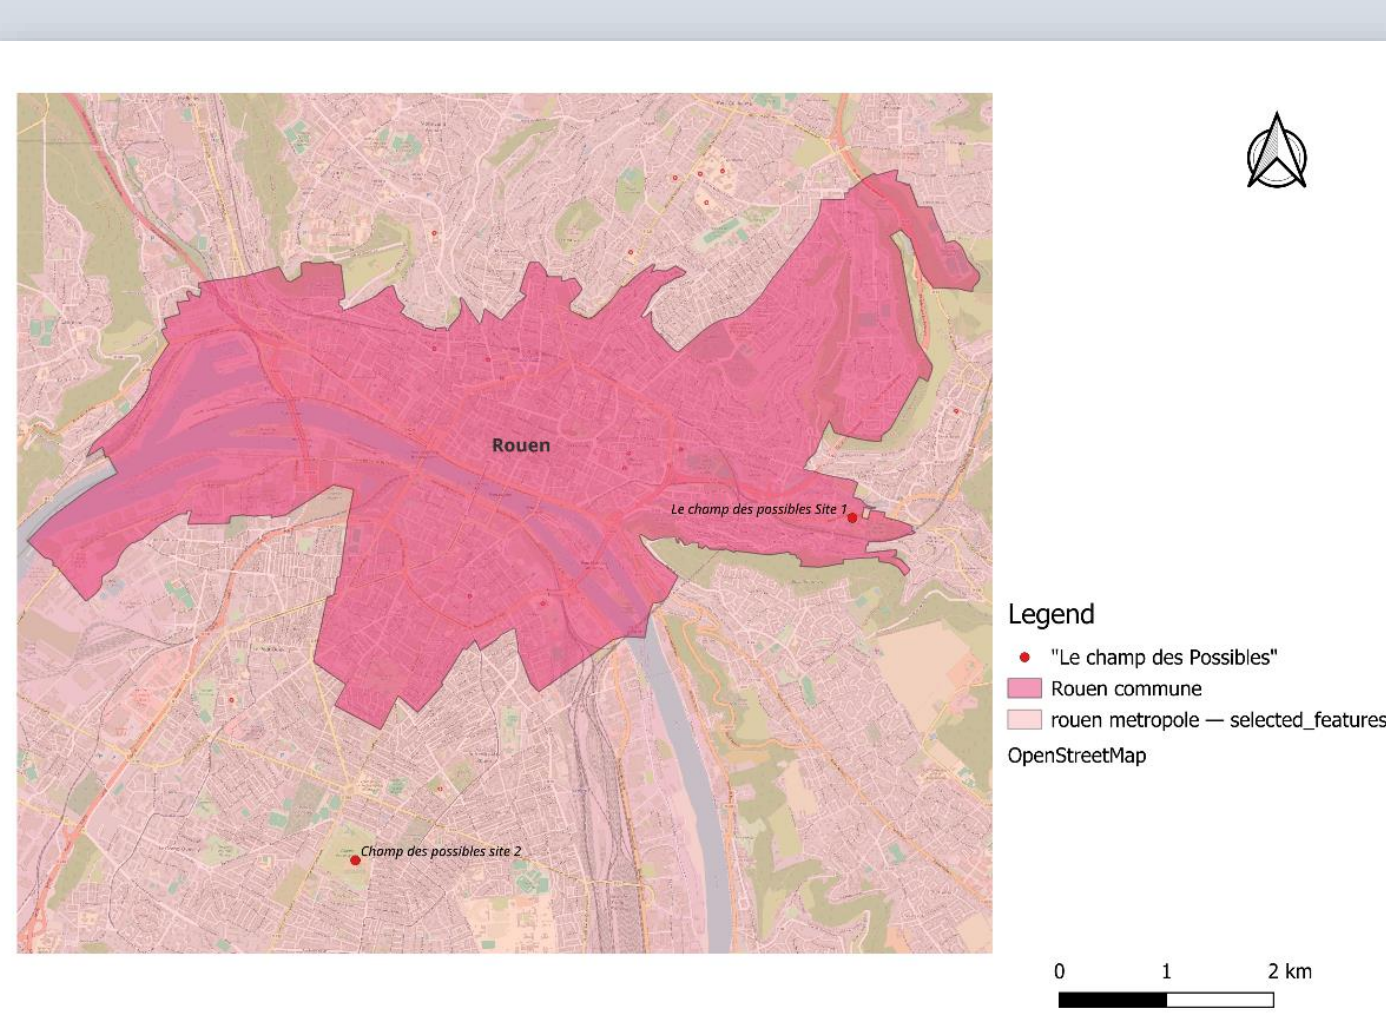 Rouen
Le champ des possibles Site 1
Champ des possibles site 2
Legend
"Le champ des Possibles"
Rouen commune
rouen metropole — selected_features
OpenStreetMap
0 1 2 km